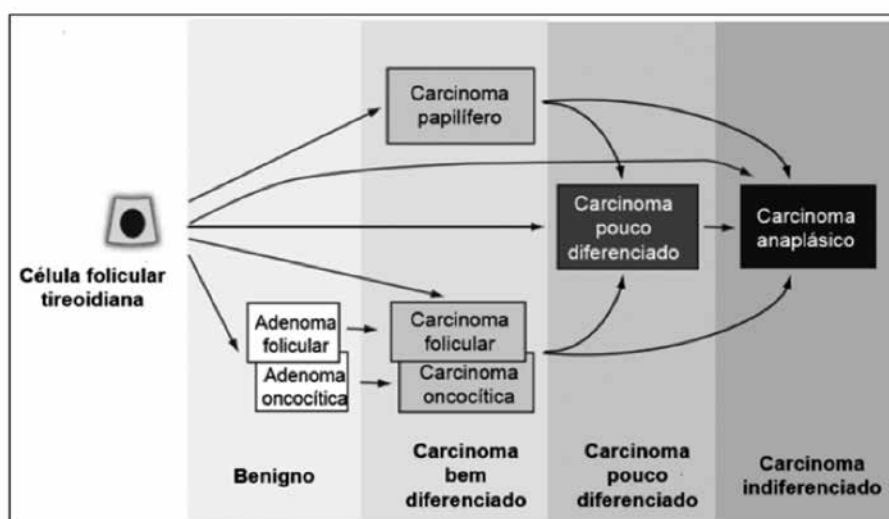 Carcinoma
papilífero
Carcinoma
pouco
diferenciado
Carcinoma
anaplásico
Célula folicular
tireoidiana
Adenoma
folicular
Carcinoma
folicular
Adenoma
oncocítica
Carcinoma
oncocítica
Benigno
Carcinoma
bem
diferenciado
Carcinoma
pouco
diferenciado
Carcinoma
indiferenciado